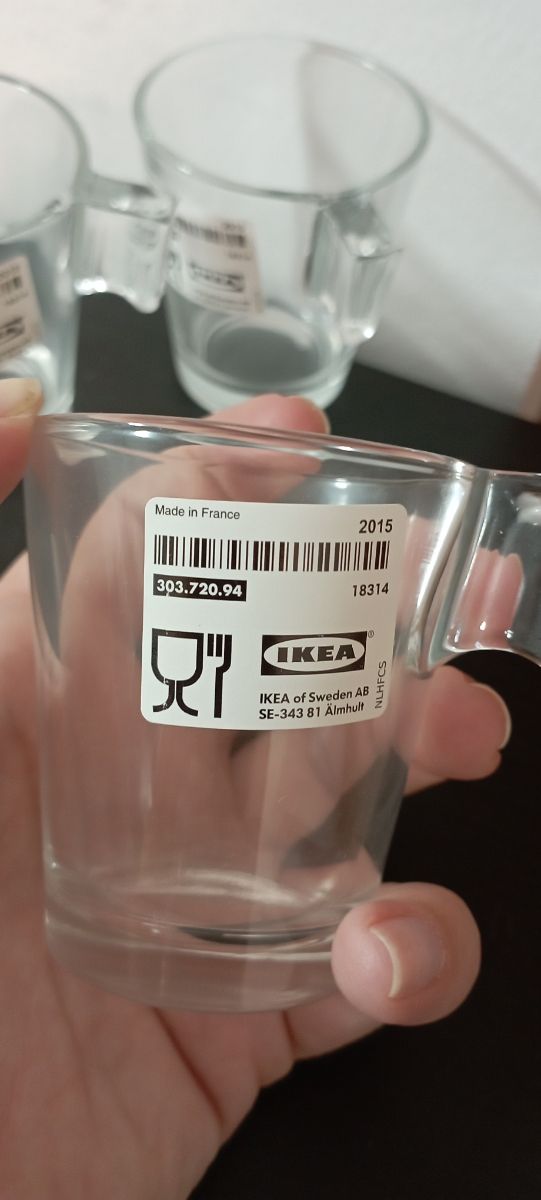 Made in France
2015
303.720.94
18314
IKEA
®
IKEA of Sweden AB
SE-343 81 Älmhult
NLHFCS